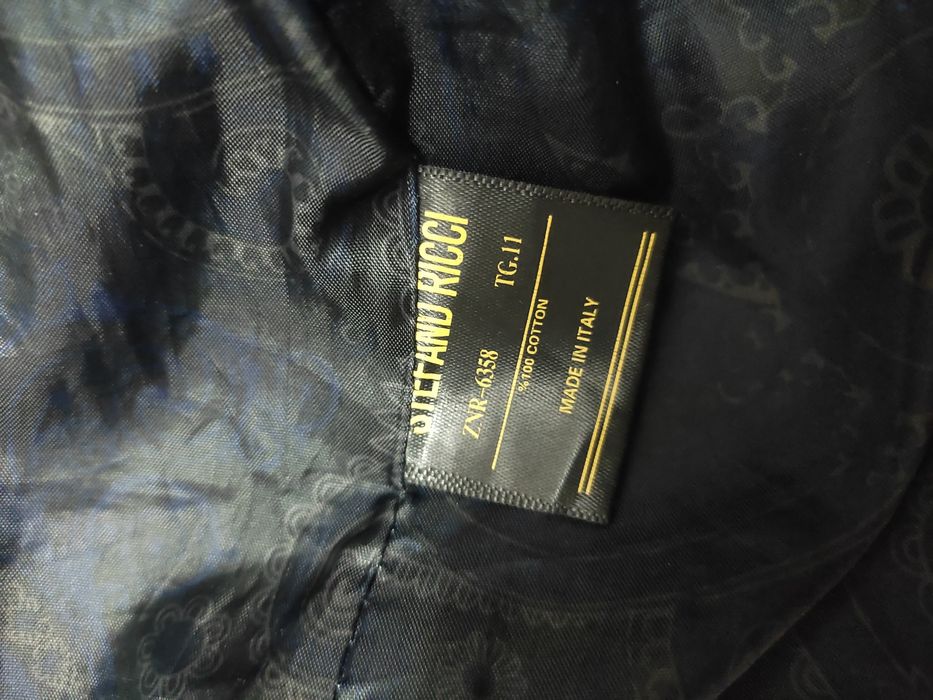 STEFANO RICCI
ZNR-6358 TG.11
%100 COTTON
MADE IN ITALY